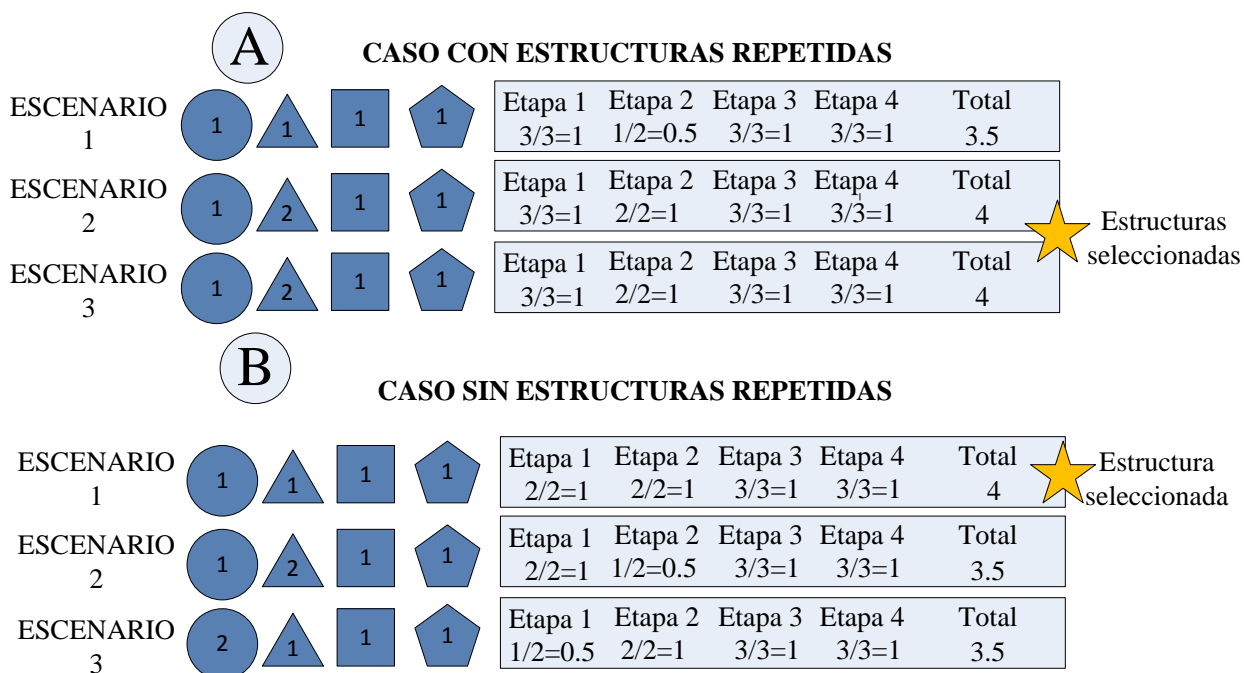 A
CASO CON ESTRUCTURAS REPETIDAS
ESCENARIO
1
1 1 1 1
Etapa 1 Etapa 2 Etapa 3 Etapa 4 Total
3/3=1 1/2=0.5 3/3=1 3/3=1 3.5
ESCENARIO
2
1 2 1 1
Etapa 1 Etapa 2 Etapa 3 Etapa 4 Total
3/3=1 2/2=1 3/3=1 3/3=1 4
Estructuras
seleccionadas
ESCENARIO
3
1 2 1 1
Etapa 1 Etapa 2 Etapa 3 Etapa 4 Total
3/3=1 2/2=1 3/3=1 3/3=1 4
B
CASO SIN ESTRUCTURAS REPETIDAS
ESCENARIO
1
1 1 1 1
Etapa 1 Etapa 2 Etapa 3 Etapa 4 Total
2/2=1 2/2=1 3/3=1 3/3=1 4
Estructura
seleccionada
ESCENARIO
2
1 2 1 1
Etapa 1 Etapa 2 Etapa 3 Etapa 4 Total
2/2=1 1/2=0.5 3/3=1 3/3=1 3.5
ESCENARIO
3
2 1 1 1
Etapa 1 Etapa 2 Etapa 3 Etapa 4 Total
1/2=0.5 2/2=1 3/3=1 3/3=1 3.5